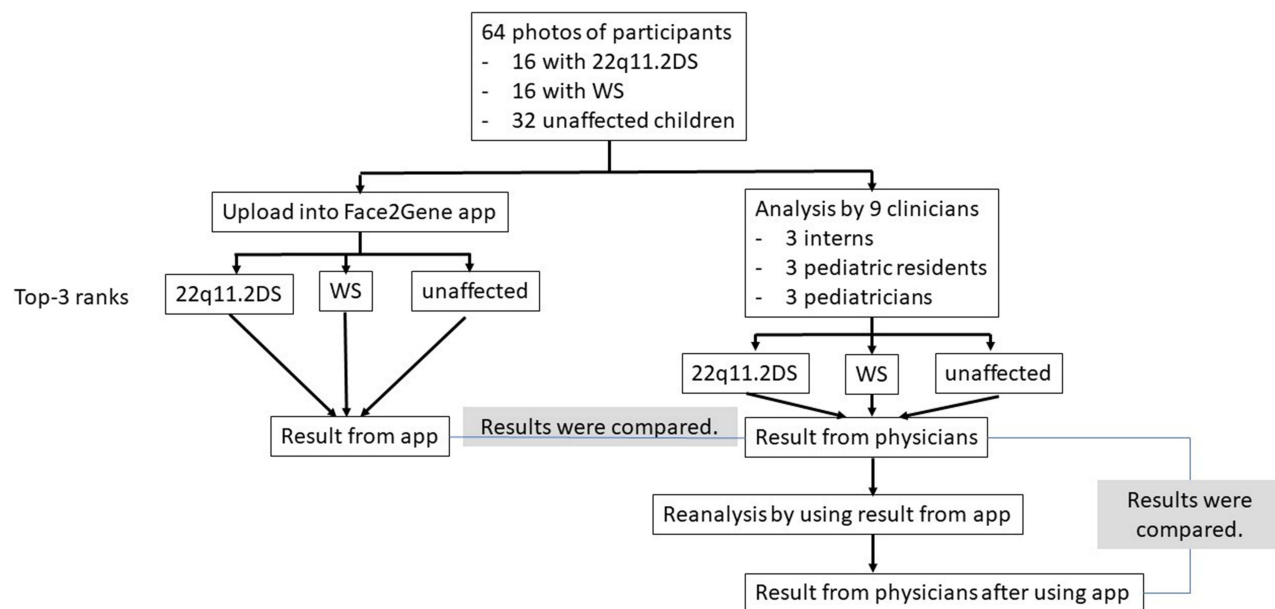 64 photos of participants
- 16 with 22q11.2DS
- 16 with WS
- 32 unaffected children
Upload into Face2Gene app
Analysis by 9 clinicians
- 3 interns
- 3 pediatric residents
- 3 pediatricians
Top-3 ranks
22q11.2DS
WS
unaffected
22q11.2DS
WS
unaffected
Result from app
Results were compared.
Result from physicians
Reanalysis by using result from app
Results were
compared.
Result from physicians after using app